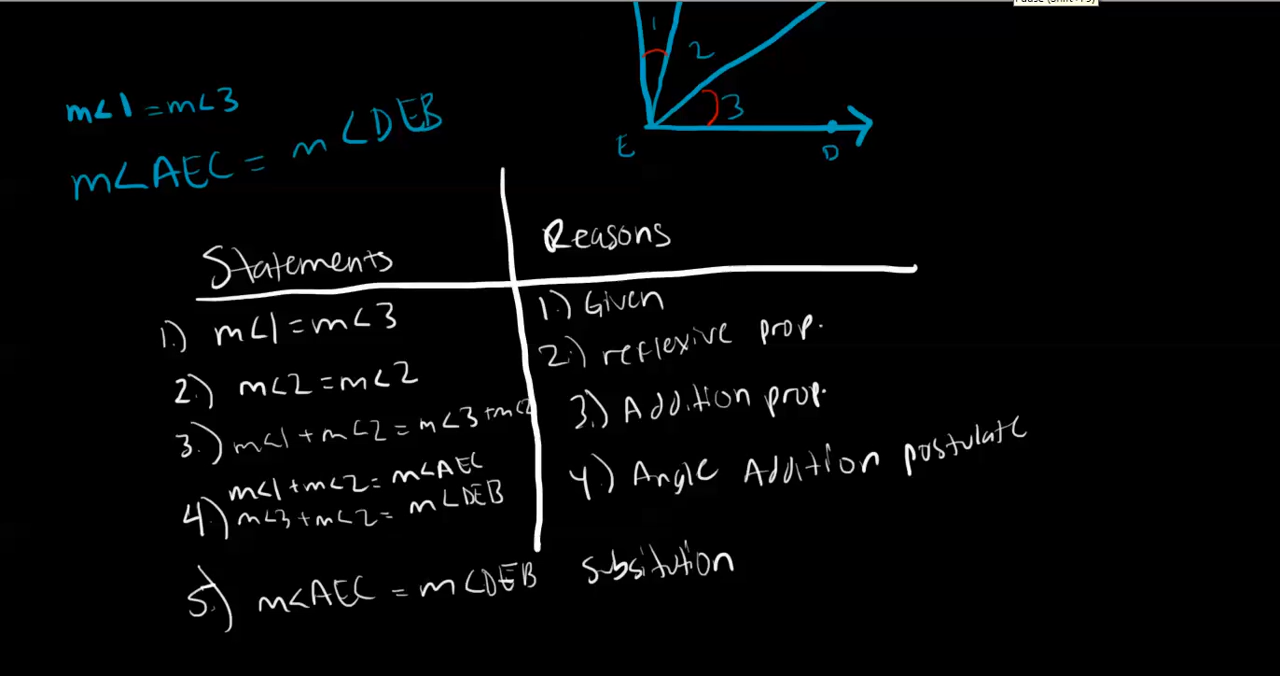 1
2
3
E
D
m<1 = m<3
m<AEC = m<DEB
Statements
Reasons
1.) m<1 = m<3
1.) Given
2.) m<2 = m<2
2.) reflexive prop.
3.) m<1 + m<2 = m<3 + m<2
3.) Addition prop.
m<1 + m<2 = m<AEC
4.) m<3 + m<2 = m<DEB
4.) Angle Addition postulate
5.) m<AEC = m<DEB
subsitution